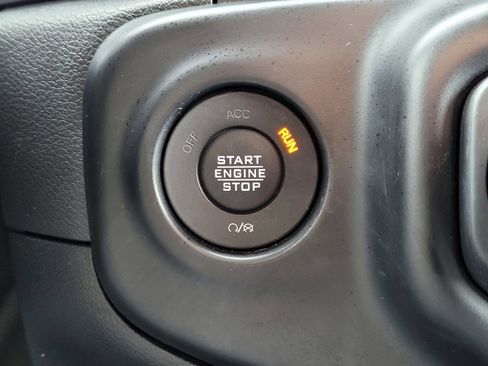 OFF ACC RUN
START
ENGINE
STOP